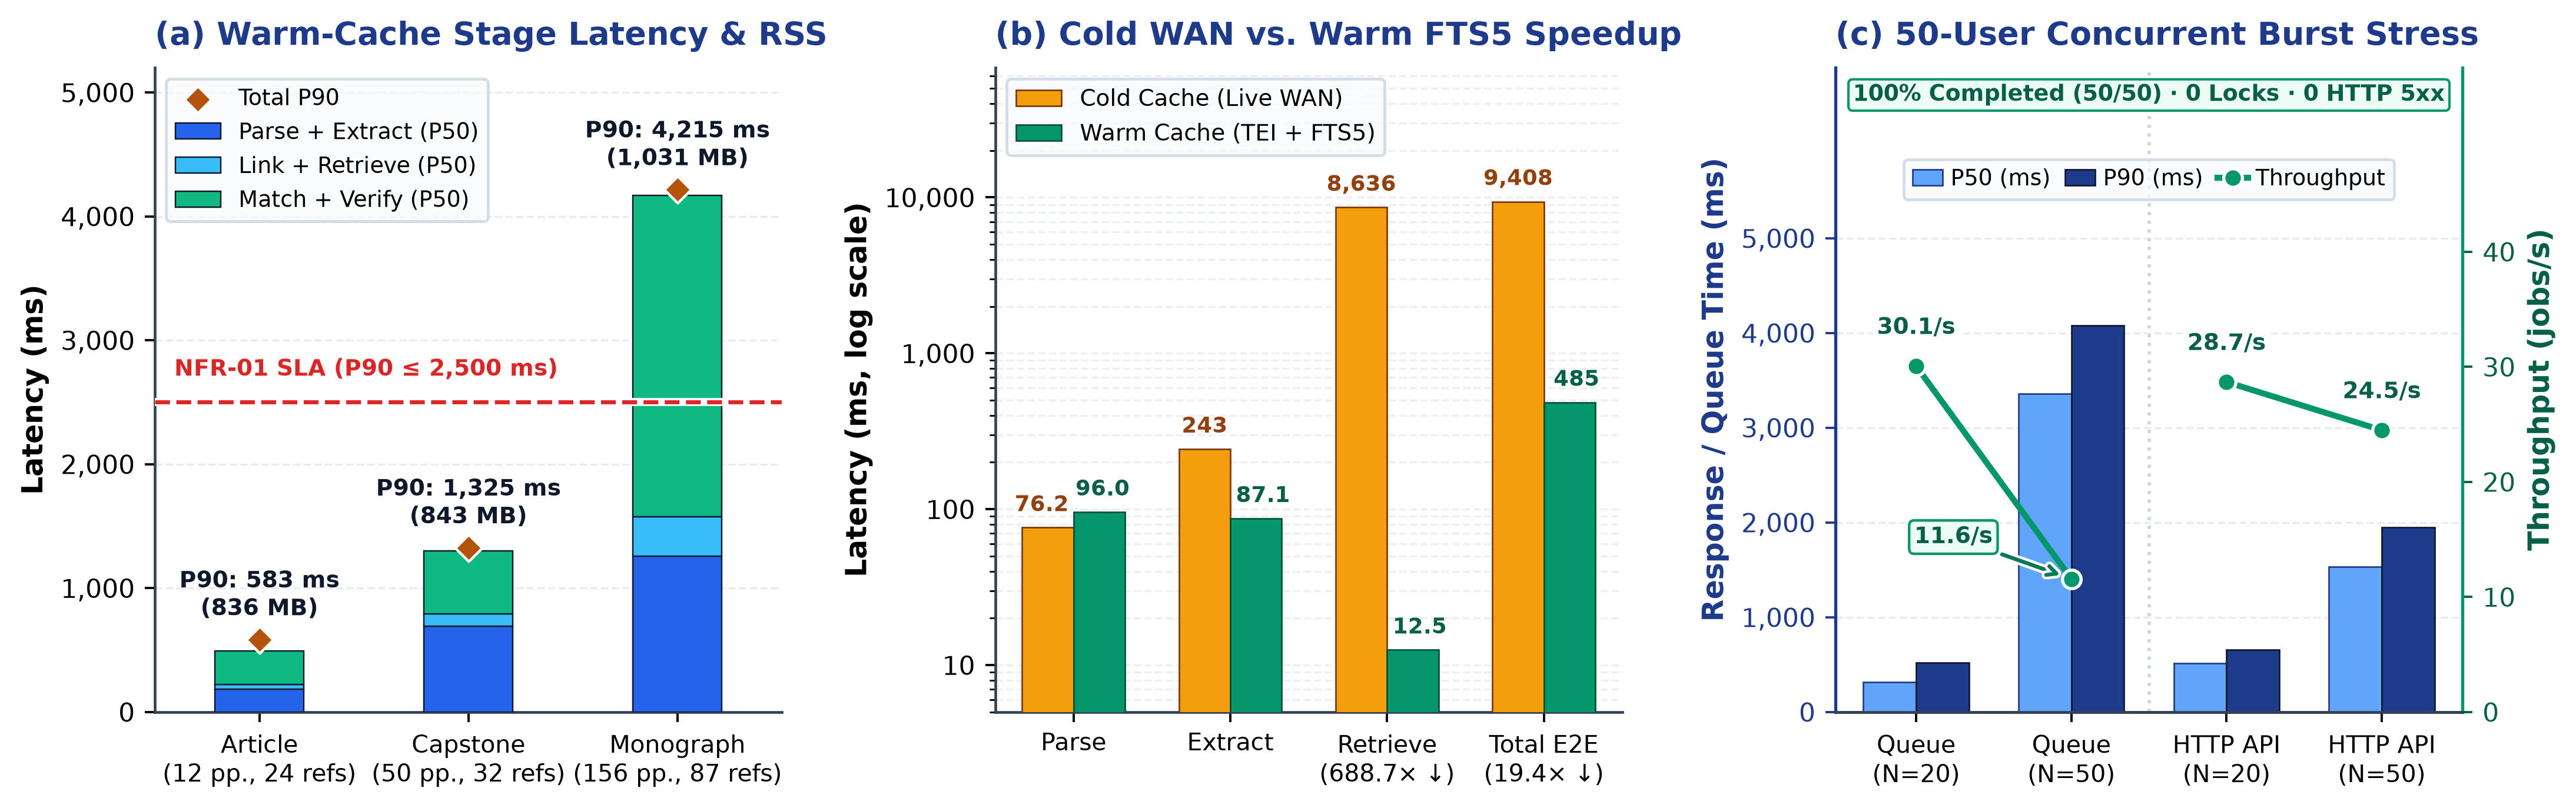 (a) Warm-Cache Stage Latency & RSS
Latency (ms)
5,000
4,000
3,000
2,000
1,000
0
Total P90
Parse + Extract (P50)
Link + Retrieve (P50)
Match + Verify (P50)
P90: 4,215 ms
(1,031 MB)
NFR-01 SLA (P90 ≤ 2,500 ms)
P90: 1,325 ms
(843 MB)
P90: 583 ms
(836 MB)
Article
(12 pp., 24 refs)
Capstone
(50 pp., 32 refs)
Monograph
(156 pp., 87 refs)
(b) Cold WAN vs. Warm FTS5 Speedup
Latency (ms, log scale)
10,000
1,000
100
10
Cold Cache (Live WAN)
Warm Cache (TEI + FTS5)
76.2
96.0
243
87.1
8,636
12.5
9,408
485
Parse
Extract
Retrieve
(688.7× ↓)
Total E2E
(19.4× ↓)
(c) 50-User Concurrent Burst Stress
Response / Queue Time (ms)
5,000
4,000
3,000
2,000
1,000
0
100% Completed (50/50) · 0 Locks · 0 HTTP 5xx
P50 (ms)
P90 (ms)
Throughput
30.1/s
11.6/s
28.7/s
24.5/s
Queue
(N=20)
Queue
(N=50)
HTTP API
(N=20)
HTTP API
(N=50)
40
30
20
10
0
Throughput (jobs/s)